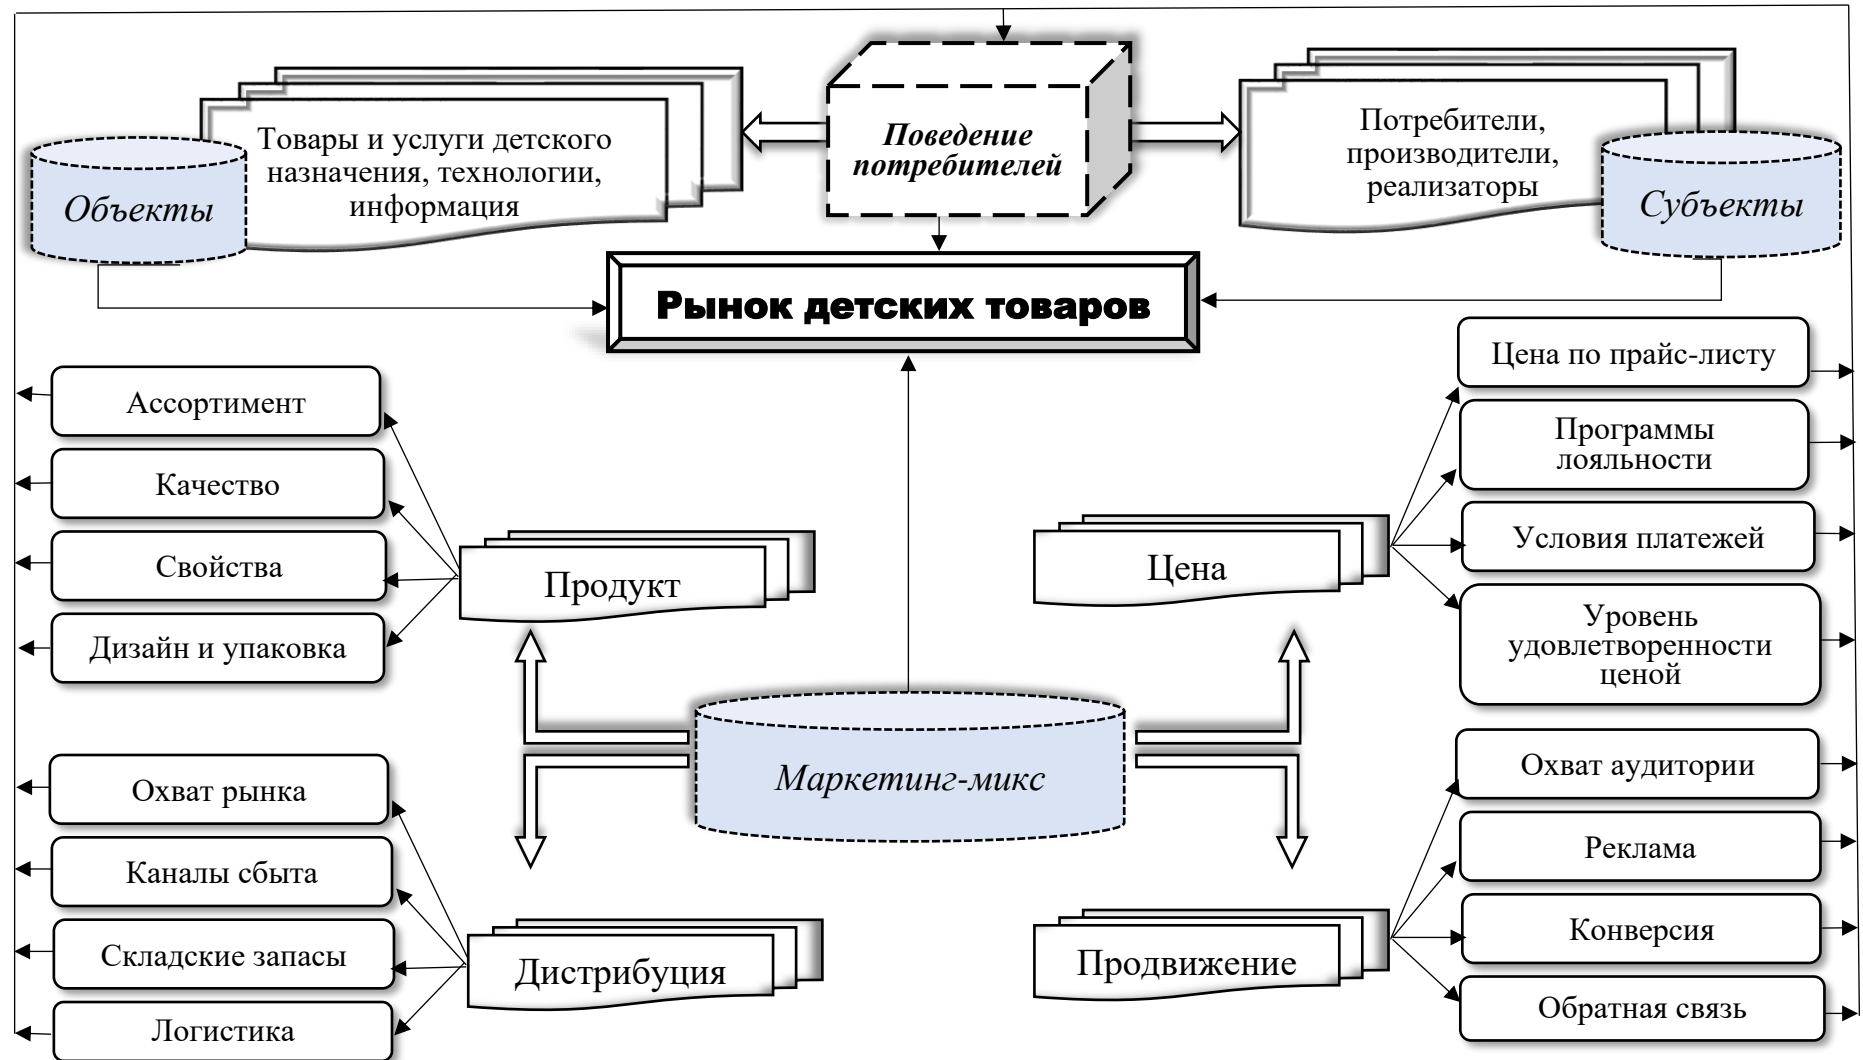 Товары и услуги детского
назначения, технологии,
информация
Объекты
Поведение
потребителей
Потребители,
производители,
реализаторы
Субъекты
Рынок детских товаров
Ассортимент
Качество
Свойства
Дизайн и упаковка
Продукт
Цена
Цена по прайс-листу
Программы
лояльности
Условия платежей
Уровень
удовлетворенности
ценой
Маркетинг-микс
Охват рынка
Каналы сбыта
Складские запасы
Логистика
Дистрибуция
Продвижение
Охват аудитории
Реклама
Конверсия
Обратная связь